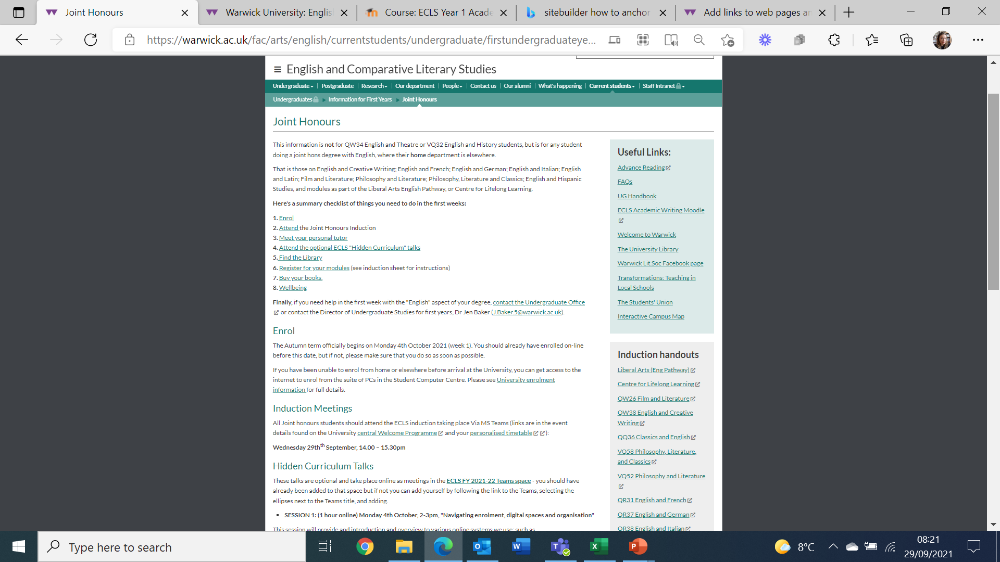 Joint Honours
Warwick University: Englis
Course: ECLS Year 1 Acade
sitebuilder how to anchor
Add links to web pages an
https://warwick.ac.uk/fac/arts/english/currentstudents/undergraduate/firstundergraduateye...
≡ English and Comparative Literary Studies
Undergraduate | Postgraduate | Research | Our department | People | Contact us | Our alumni | What's happening | Current students | Staff Intranet
Undergraduates ▸ Information for First Years ▸ Joint Honours
Joint Honours
This information is not for QW34 English and Theatre or VQ32 English and History students, but is for any student
doing a joint hons degree with English, where their home department is elsewhere.
That is those on English and Creative Writing; English and French; English and German; English and Italian; English
and Latin; Film and Literature; Philosophy and Literature; Philosophy, Literature and Classics; English and Hispanic
Studies, and modules as part of the Liberal Arts English Pathway, or Centre for Lifelong Learning.
Here's a summary checklist of things you need to do in the first weeks:
1. Enrol
2. Attend the Joint Honours Induction
3. Meet your personal tutor
4. Attend the optional ECLS "Hidden Curriculum" talks
5. Find the Library
6. Register for your modules (see induction sheet for instructions)
7. Buy your books.
8. Wellbeing
Finally, if you need help in the first week with the "English" aspect of your degree, contact the Undergraduate Office
or contact the Director of Undergraduate Studies for first years, Dr Jen Baker (J.Baker.5@warwick.ac.uk).
Enrol
The Autumn term officially begins on Monday 4th October 2021 (week 1). You should already have enrolled on-line
before this date, but if not, please make sure that you do so as soon as possible.
If you have been unable to enrol from home or elsewhere before arrival at the University, you can get access to the
internet to enrol from the suite of PCs in the Student Computer Centre. Please see University enrolment
information for full details.
Induction Meetings
All Joint honours students should attend the ECLS induction taking place Via MS Teams (links are in the event
details found on the University central Welcome Programme and your personalised timetable ):
Wednesday 29thth September, 14.00 – 15.30pm
Hidden Curriculum Talks
These talks are optional and take place online as meetings in the ECLS FY 2021-22 Teams space - you should have
already been added to that space but if not you can add yourself by following the link to the Teams, selecting the
ellipses next to the Teams title, and adding.
▪ SESSION 1: (1 hour online) Monday 4th October, 2-3pm, "Navigating enrolment, digital spaces and organisation"
This session will provide and introduction and overview to various online systems we use; such as
Useful Links:
Advance Reading
FAQs
UG Handbook
ECLS Academic Writing Moodle
Welcome to Warwick
The University Library
Warwick Lit.Soc Facebook page
Transformations: Teaching in
Local Schools
The Students' Union
Interactive Campus Map
Induction handouts
Liberal Arts (Eng Pathway)
Centre for Lifelong Learning
QW26 Film and Literature
QW38 English and Creative
Writing
QQ36 Classics and English
VQ58 Philosophy, Literature,
and Classics
VQ52 Philosophy and Literature
QR31 English and French
QR37 English and German
QR38 English and Italian
Type here to search
8°C
08:21
29/09/2021